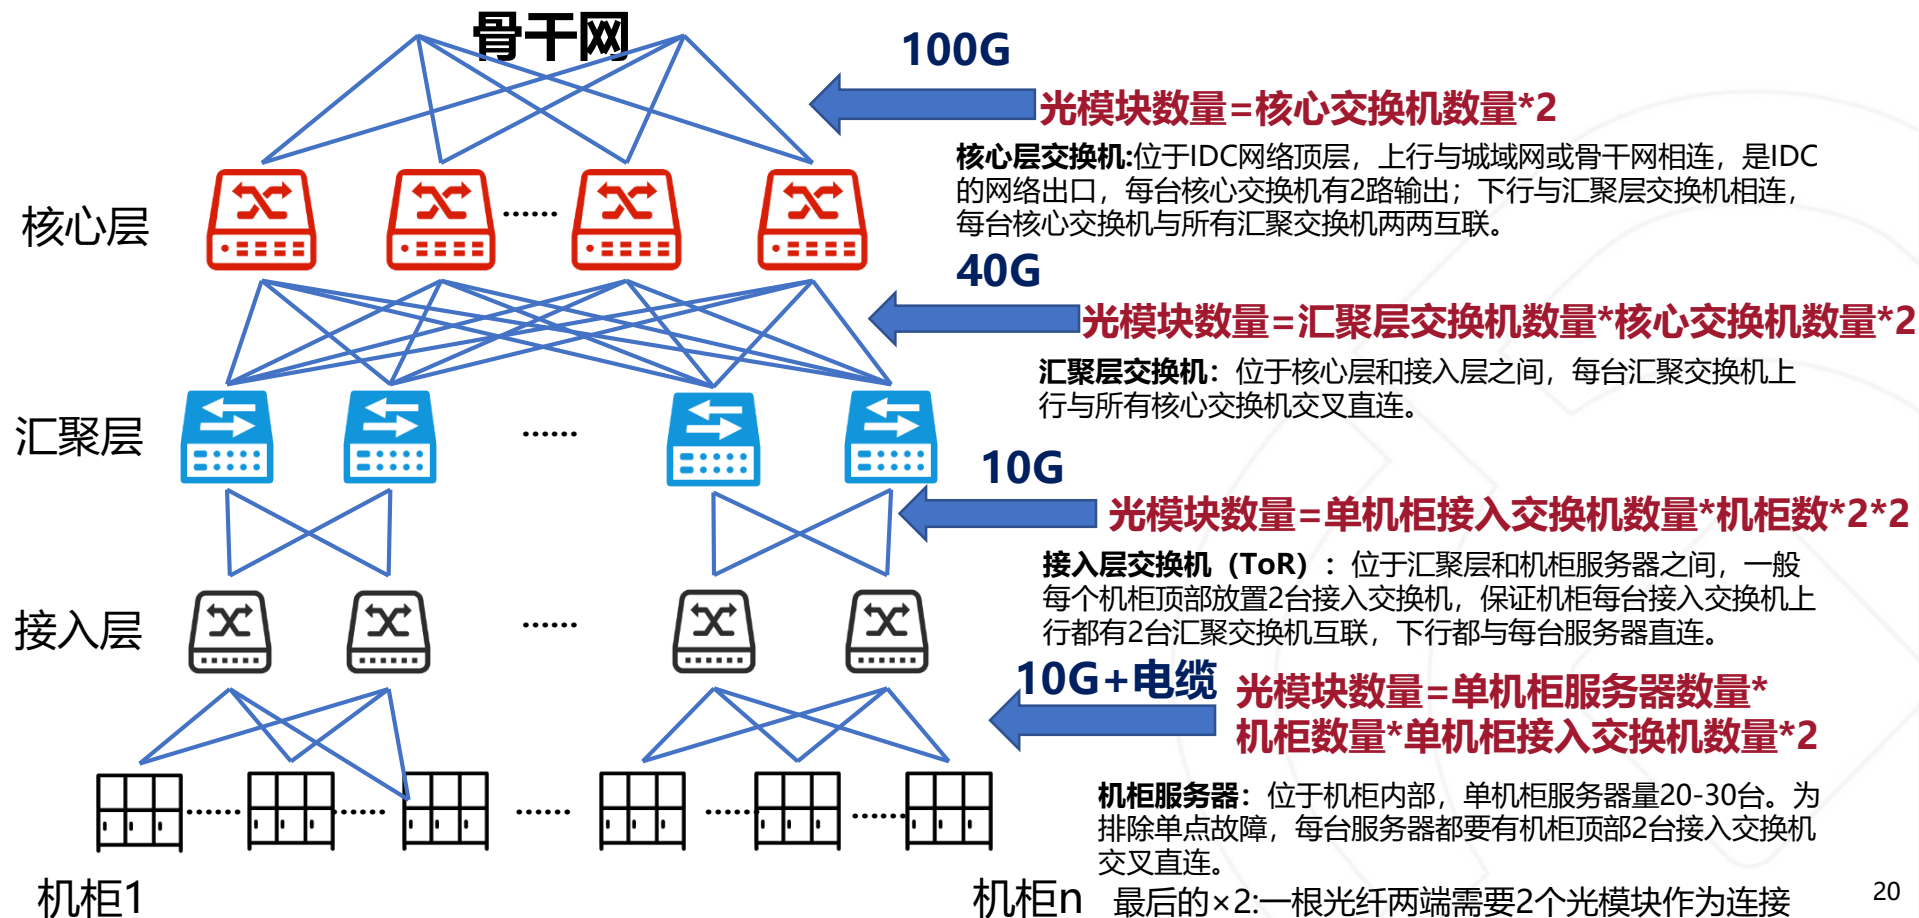 骨干网
100G
光模块数量=核心交换机数量*2
核心层交换机:位于IDC网络顶层，上行与城域网或骨干网相连，是IDC
的网络出口，每台核心交换机有2路输出；下行与汇聚层交换机相连，
每台核心交换机与所有汇聚交换机两两互联。
核心层
......
40G
光模块数量=汇聚层交换机数量*核心交换机数量*2
汇聚层交换机：位于核心层和接入层之间，每台汇聚交换机上
行与所有核心交换机交叉直连。
汇聚层
......
10G
光模块数量=单机柜接入交换机数量*机柜数*2*2
接入层交换机（ToR）：位于汇聚层和机柜服务器之间，一般
每个机柜顶部放置2台接入交换机，保证机柜每台接入交换机上
行都有2台汇聚交换机互联，下行都与每台服务器直连。
接入层
......
10G+电缆
光模块数量=单机柜服务器数量*
机柜数量*单机柜接入交换机数量*2
...... ...... ...... ...... ......
机柜服务器：位于机柜内部，单机柜服务器量20-30台。为
排除单点故障，每台服务器都要有机柜顶部2台接入交换机
交叉直连。
机柜1
机柜n
最后的×2:一根光纤两端需要2个光模块作为连接
20